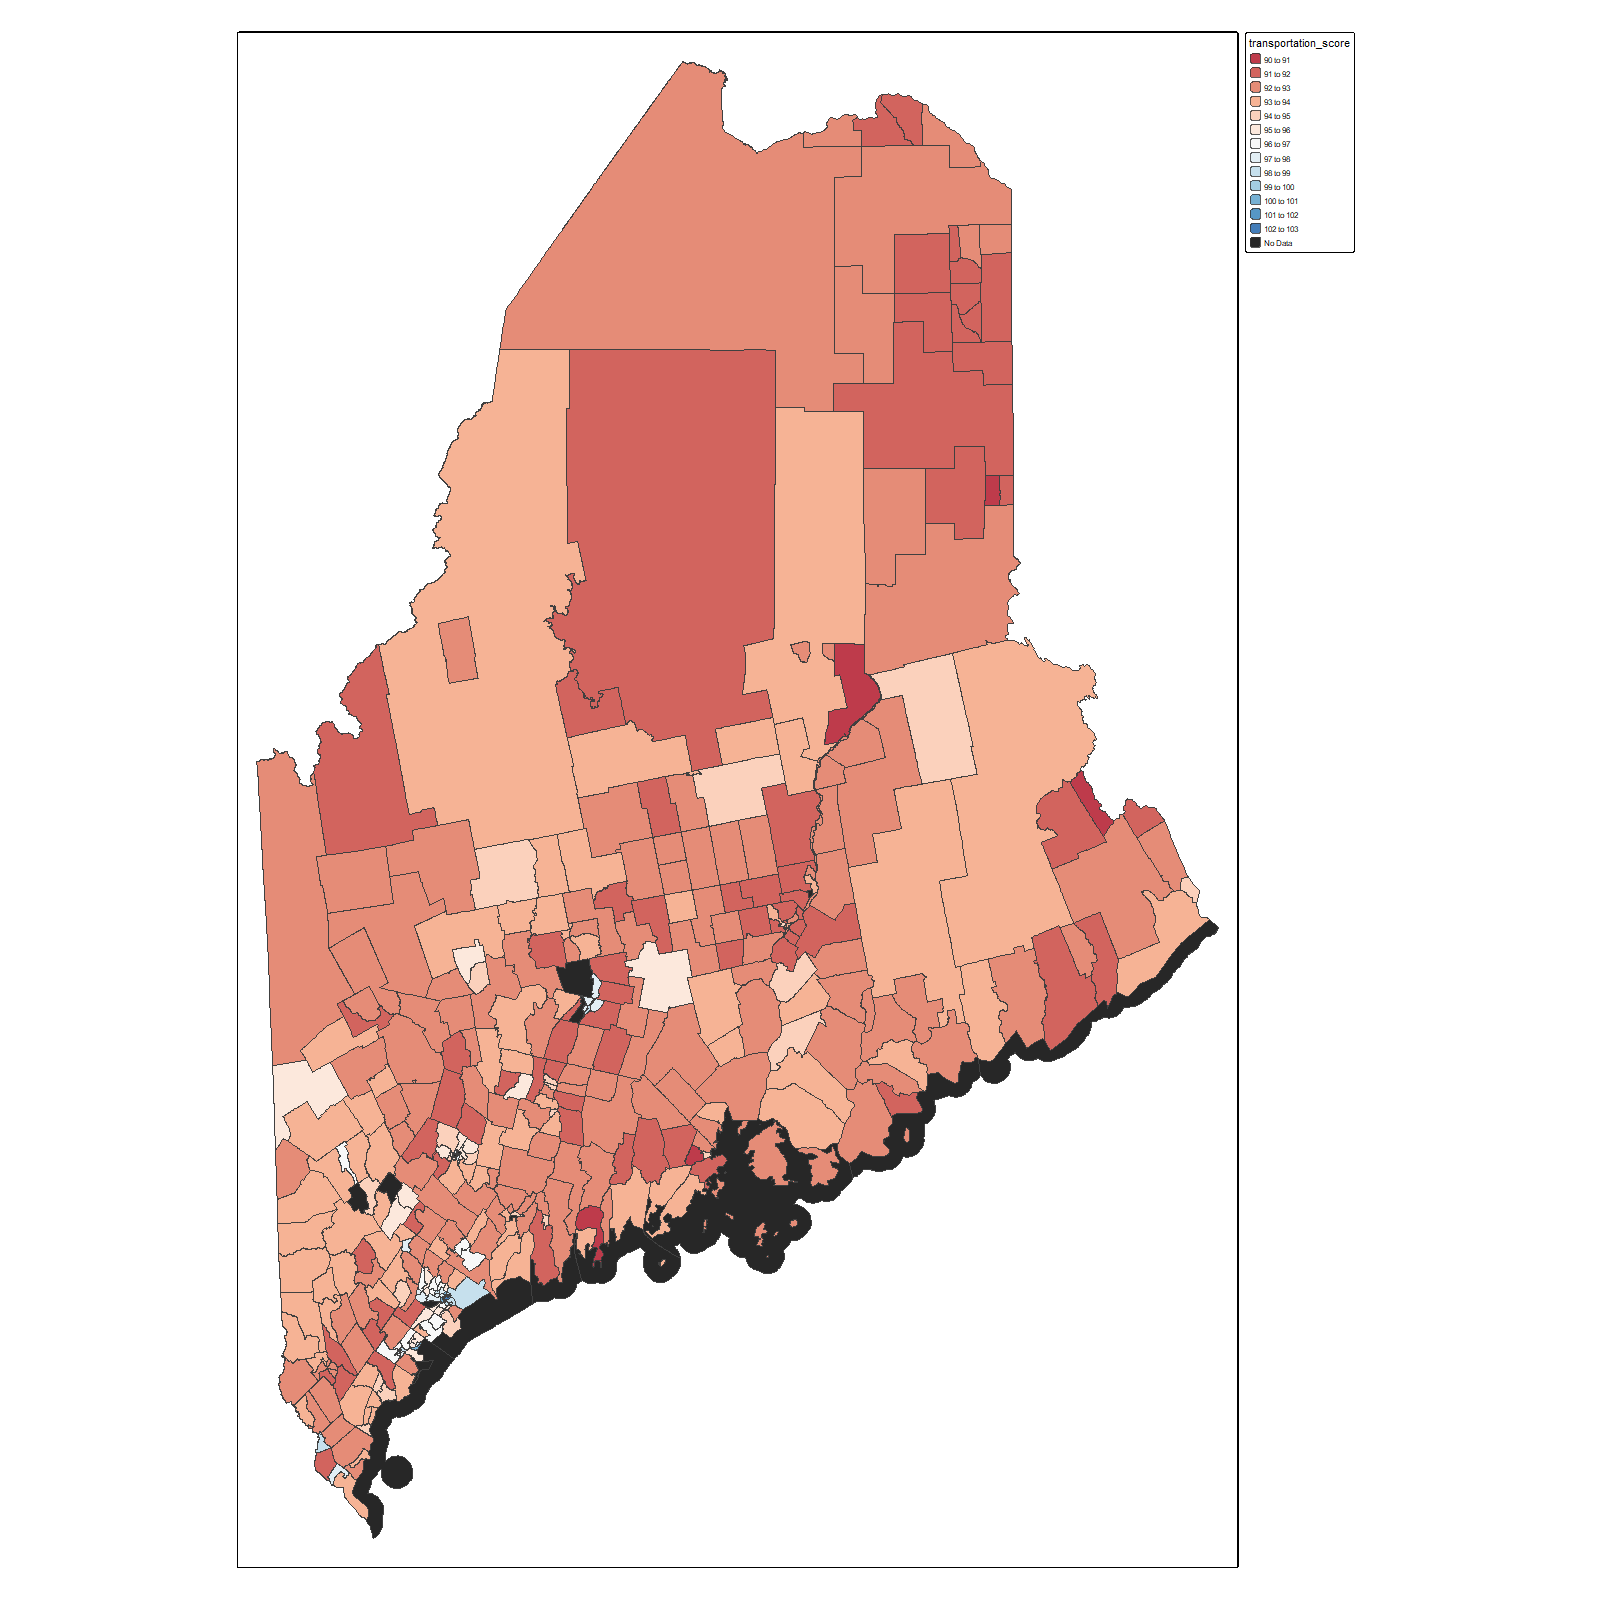 transportation_score
90 to 91
91 to 92
92 to 93
93 to 94
94 to 95
95 to 96
96 to 97
97 to 98
98 to 99
99 to 100
100 to 101
101 to 102
102 to 103
No Data